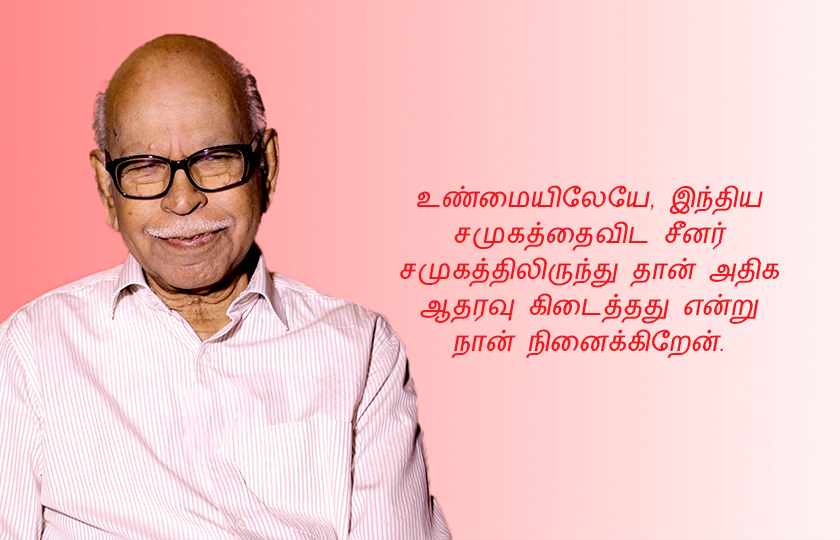 உண்மையிலேயே, இந்திய
சமுகத்தைவிட சீனர்
சமுகத்திலிருந்து தான் அதிக
ஆதரவு கிடைத்தது என்று
நான் நினைக்கிறேன்.